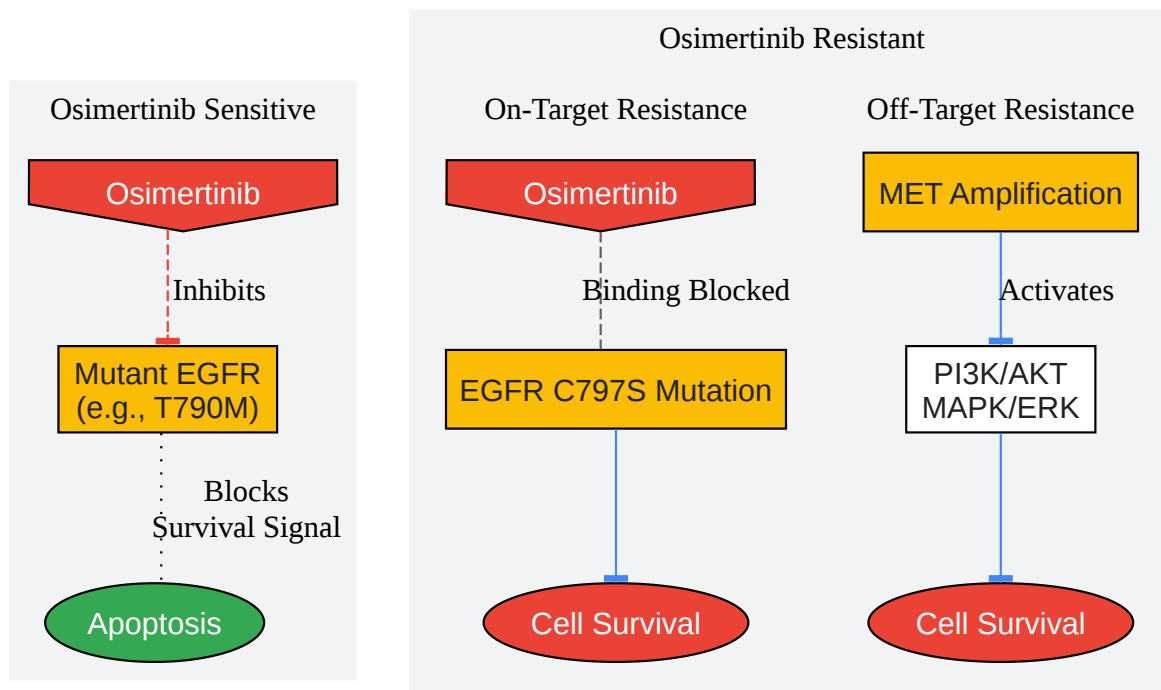 Osimertinib Sensitive
Osimertinib
Inhibits
Mutant EGFR
(e.g., T790M)
Blocks
Survival Signal
Apoptosis
Osimertinib Resistant
On-Target Resistance
Osimertinib
Binding Blocked
EGFR C797S Mutation
Cell Survival
Off-Target Resistance
MET Amplification
Activates
PI3K/AKT
MAPK/ERK
Cell Survival